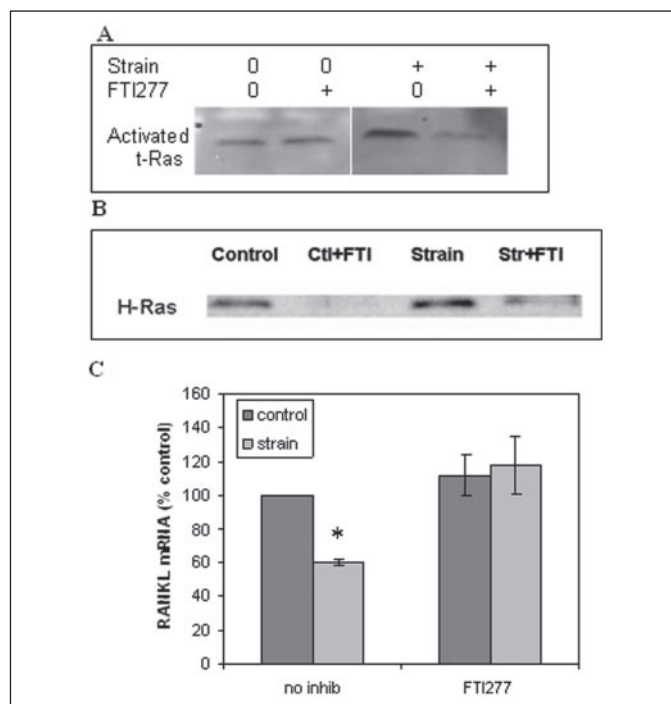 A
Strain 0 0 + +
FTI277 0 + 0 +
Activated
t-Ras
B
Control Ctl+FTI Strain Str+FTI
H-Ras
C
RANKL mRNA (% control)
160
140
120
100
80
60
40
20
0
control
strain
*
no inhib FTI277